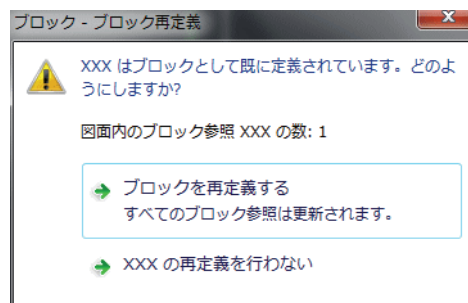 ブロック - ブロック再定義
XXX はブロックとして既に定義されています。どのよ
うにしますか?
図面内のブロック参照 XXX の数: 1
ブロックを再定義する
すべてのブロック参照は更新されます。
XXX の再定義を行わない